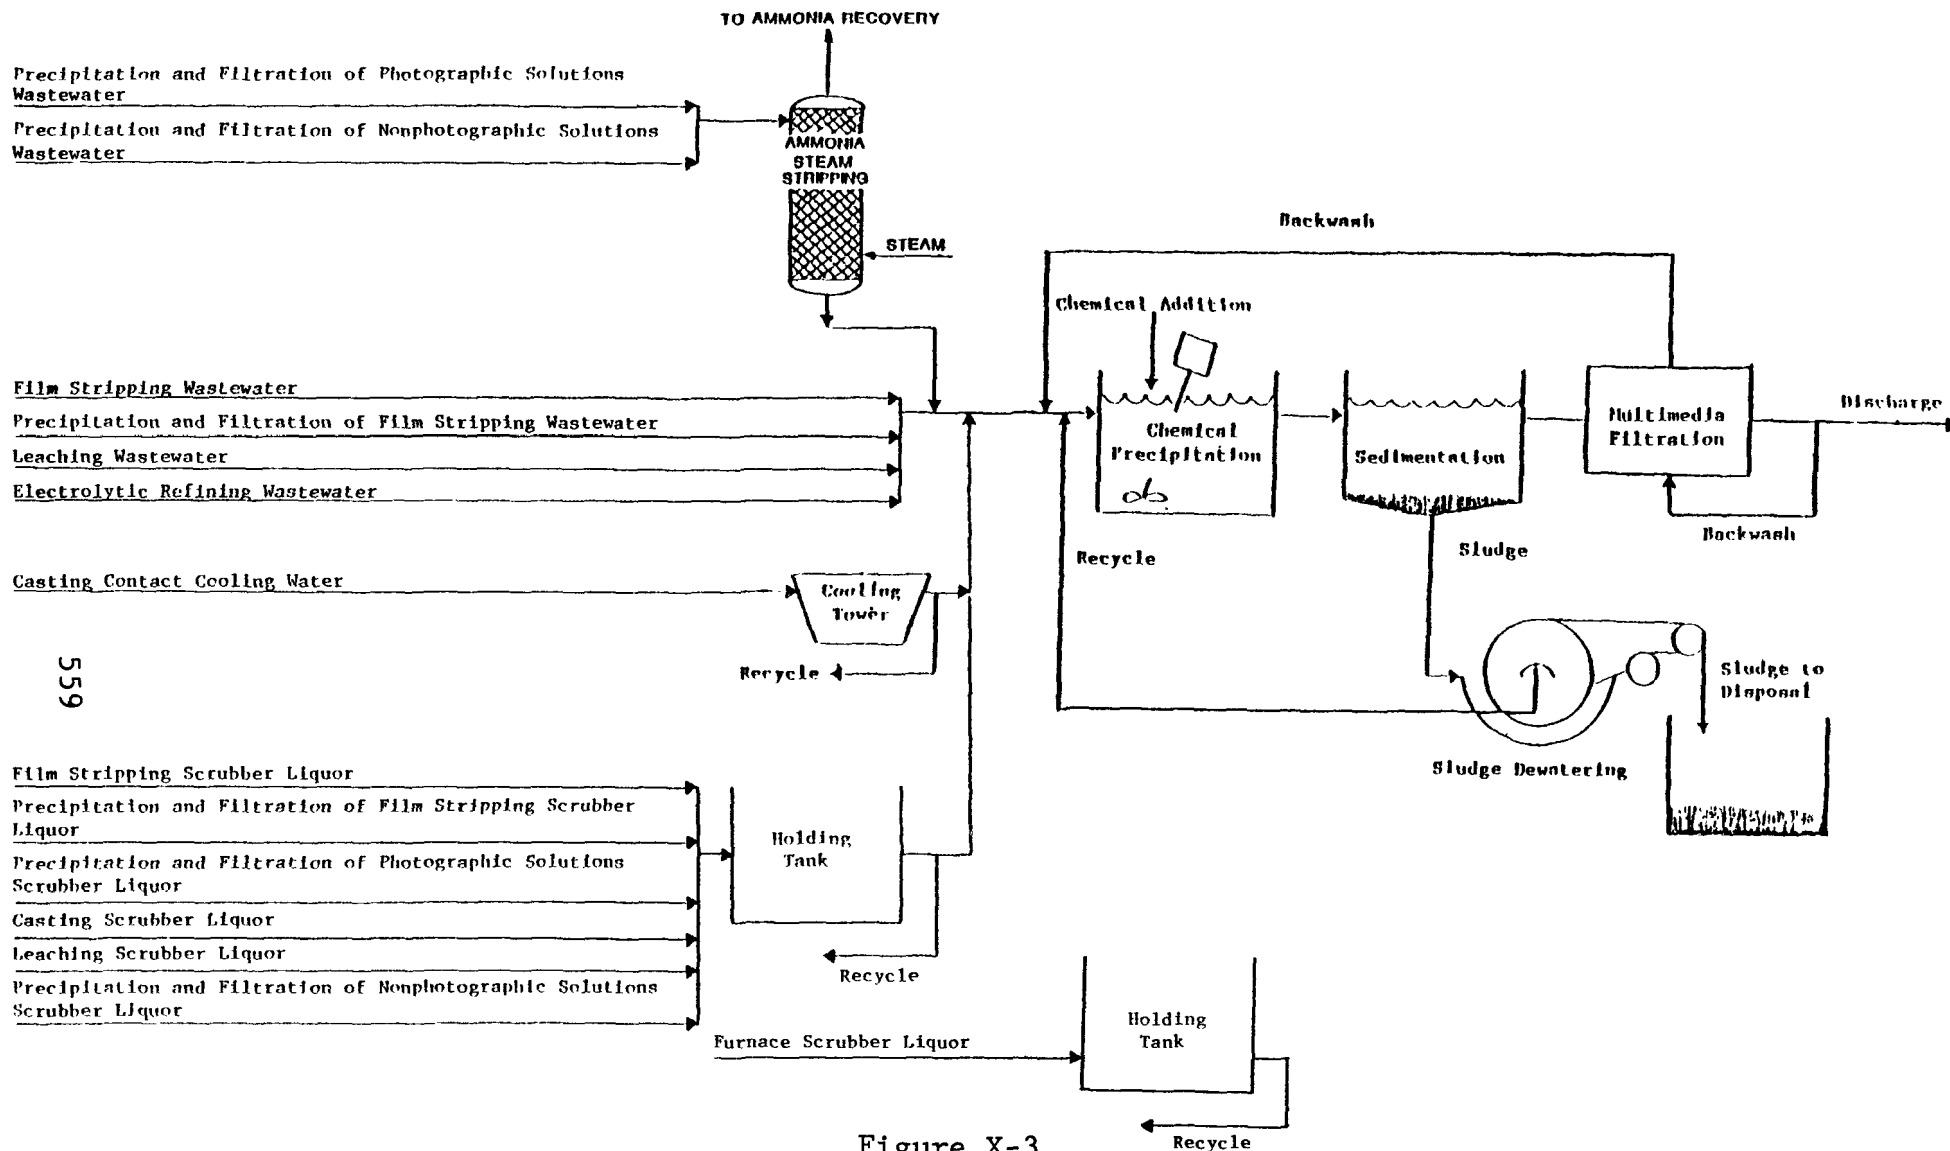 TO AMMONIA RECOVERY
Precipitation and Filtration of Photographic Solutions
Wastewater
Precipitation and Filtration of Nonphotographic Solutions
Wastewater
AMMONIA
STEAM
STRIPPING
STEAM
Backwash
Chemical Addition
Film Stripping Wastewater
Precipitation and Filtration of Film Stripping Wastewater
Leaching Wastewater
Electrolytic Refining Wastewater
Chemical
Precipitation
Sedimentation
Multimedia
Filtration
Discharge
Backwash
Recycle
Sludge
Casting Contact Cooling Water
Cooling
Tower
Recycle
Sludge to
Disposal
Sludge Dewatering
559
Film Stripping Scrubber Liquor
Precipitation and Filtration of Film Stripping Scrubber
Liquor
Precipitation and Filtration of Photographic Solutions
Scrubber Liquor
Casting Scrubber Liquor
Leaching Scrubber Liquor
Precipitation and Filtration of Nonphotographic Solutions
Scrubber Liquor
Holding
Tank
Recycle
Furnace Scrubber Liquor
Holding
Tank
Recycle
Figure X-3